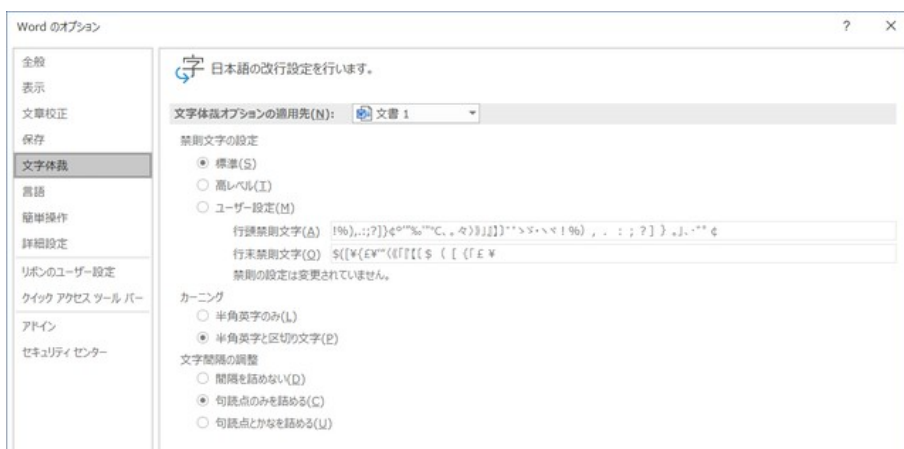 Word のオプション
? ×
全般
表示
文章校正
保存
文字体裁
言語
簡単操作
詳細設定
リボンのユーザー設定
クイック アクセス ツール バー
アドイン
セキュリティ センター
字 日本語の改行設定を行います。
文字体裁オプションの適用先(N): 文書 1
禁則文字の設定
標準(S)
高レベル(T)
ユーザー設定(M)
行頭禁則文字(A)
行末禁則文字(O)
禁則の設定は変更されていません。
カーニング
半角英字のみ(L)
半角英字と区切り文字(P)
文字間隔の調整
間隔を詰めない(D)
句読点のみを詰める(C)
句読点とかなを詰める(U)